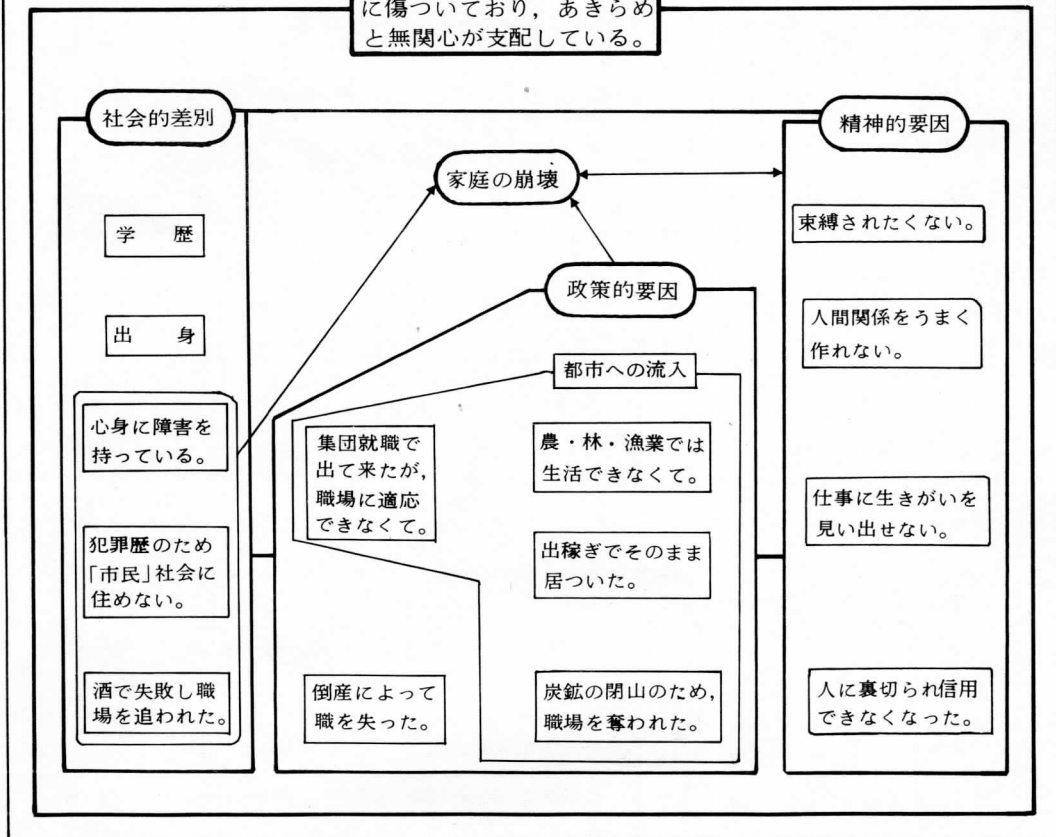 に傷ついており，あきらめ
と無関心が支配している。
社会的差別
学　歴
出　身
心身に障害を
持っている。
犯罪歴のため
「市民」社会に
住めない。
酒で失敗し職
場を追われた。
家庭の崩壊
政策的要因
都市への流入
集団就職で
出て来たが，
職場に適応
できなくて。
農・林・漁業では
生活できなくて。
出稼ぎでそのまま
居ついた。
倒産によって
職を失った。
炭鉱の閉山のため，
職場を奪われた。
精神的要因
束縛されたくない。
人間関係をうまく
作れない。
仕事に生きがいを
見い出せない。
人に裏切られ信用
できなくなった。